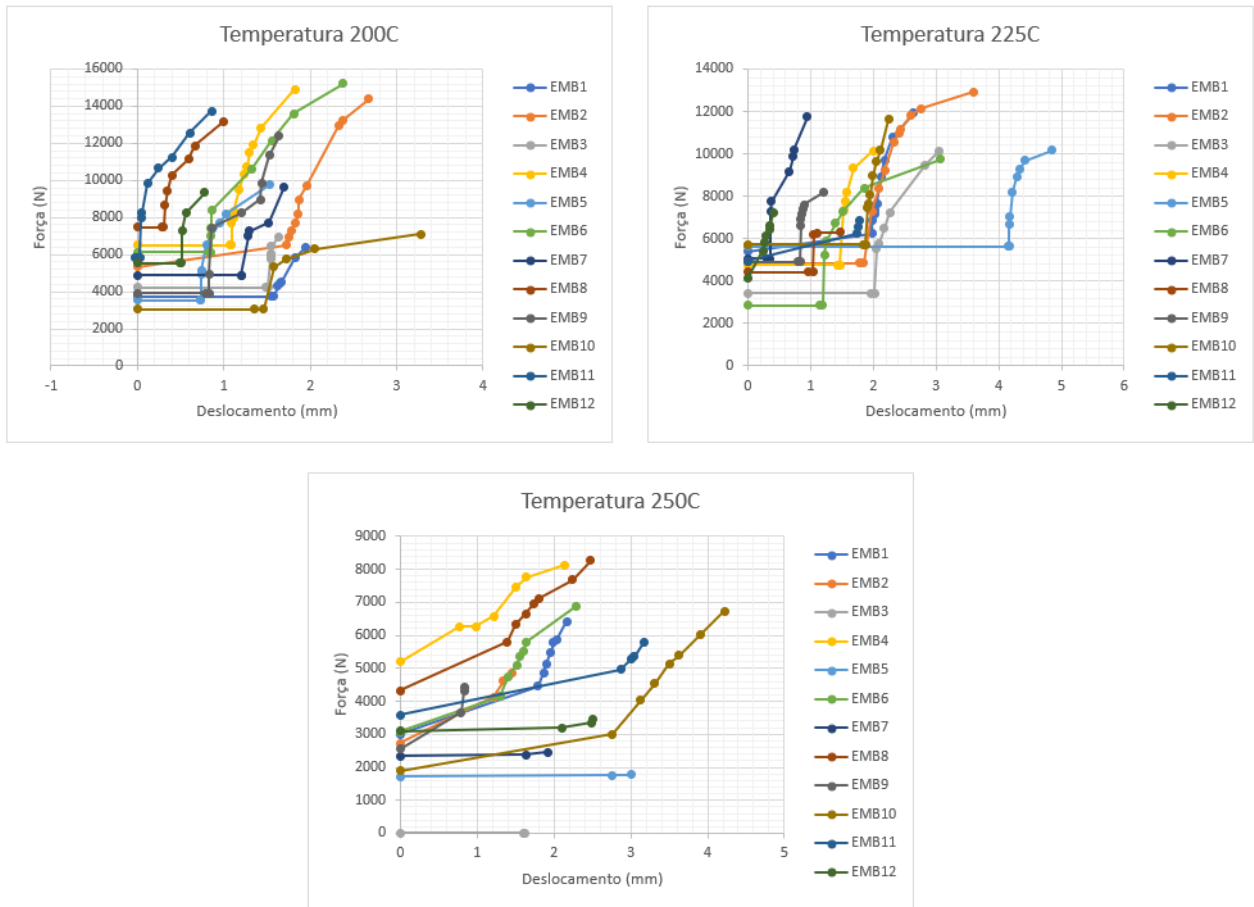 Temperatura 200C
16000
14000
12000
10000
8000
6000
4000
2000
0
-1 0 1 2 3 4
Força (N)
Deslocamento (mm)
EMB1
EMB2
EMB3
EMB4
EMB5
EMB6
EMB7
EMB8
EMB9
EMB10
EMB11
EMB12
Temperatura 225C
14000
12000
10000
8000
6000
4000
2000
0
0 1 2 3 4 5 6
Força (N)
Deslocamento (mm)
EMB1
EMB2
EMB3
EMB4
EMB5
EMB6
EMB7
EMB8
EMB9
EMB10
EMB11
EMB12
Temperatura 250C
9000
8000
7000
6000
5000
4000
3000
2000
1000
0
0 1 2 3 4 5
Força (N)
Deslocamento (mm)
EMB1
EMB2
EMB3
EMB4
EMB5
EMB6
EMB7
EMB8
EMB9
EMB10
EMB11
EMB12